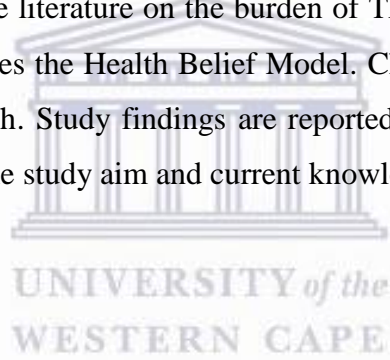 e literature on the burden of T
es the Health Belief Model. C
h. Study findings are reported
e study aim and current knowl
UNIVERSITY of the
WESTERN CAPE